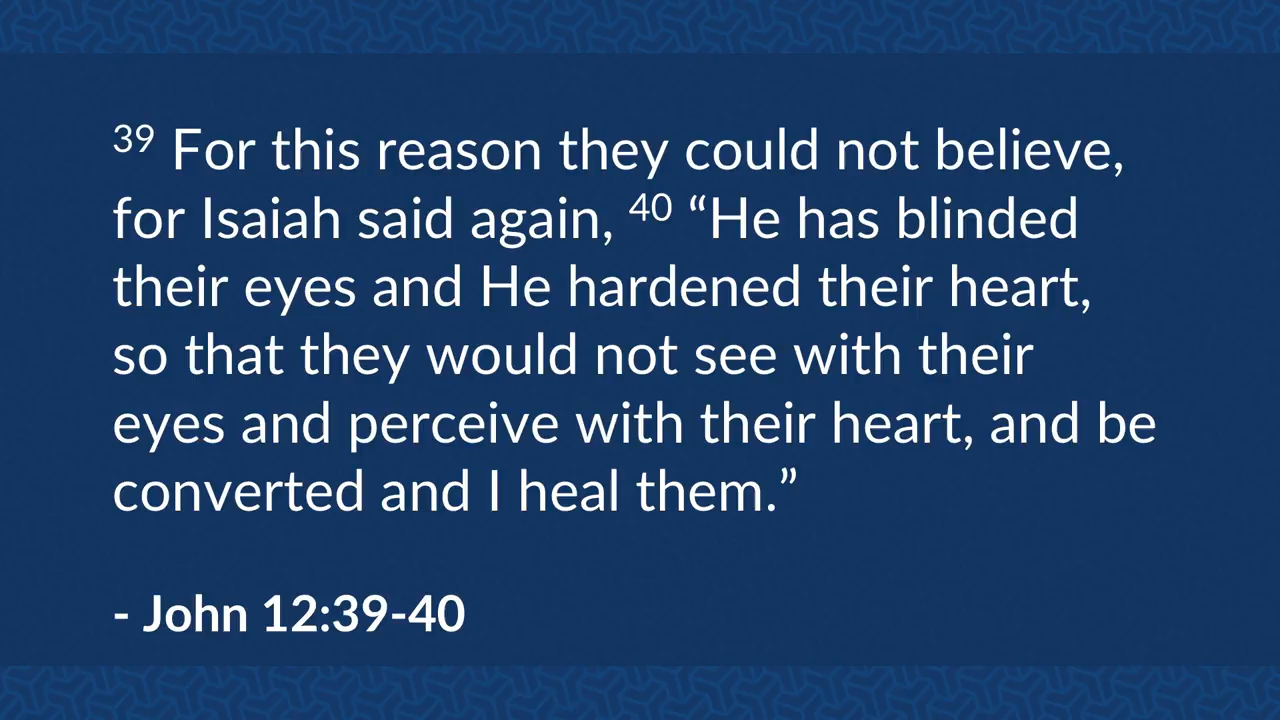 39 For this reason they could not believe,
for Isaiah said again, 40 “He has blinded
their eyes and He hardened their heart,
so that they would not see with their
eyes and perceive with their heart, and be
converted and I heal them.”
- John 12:39-40